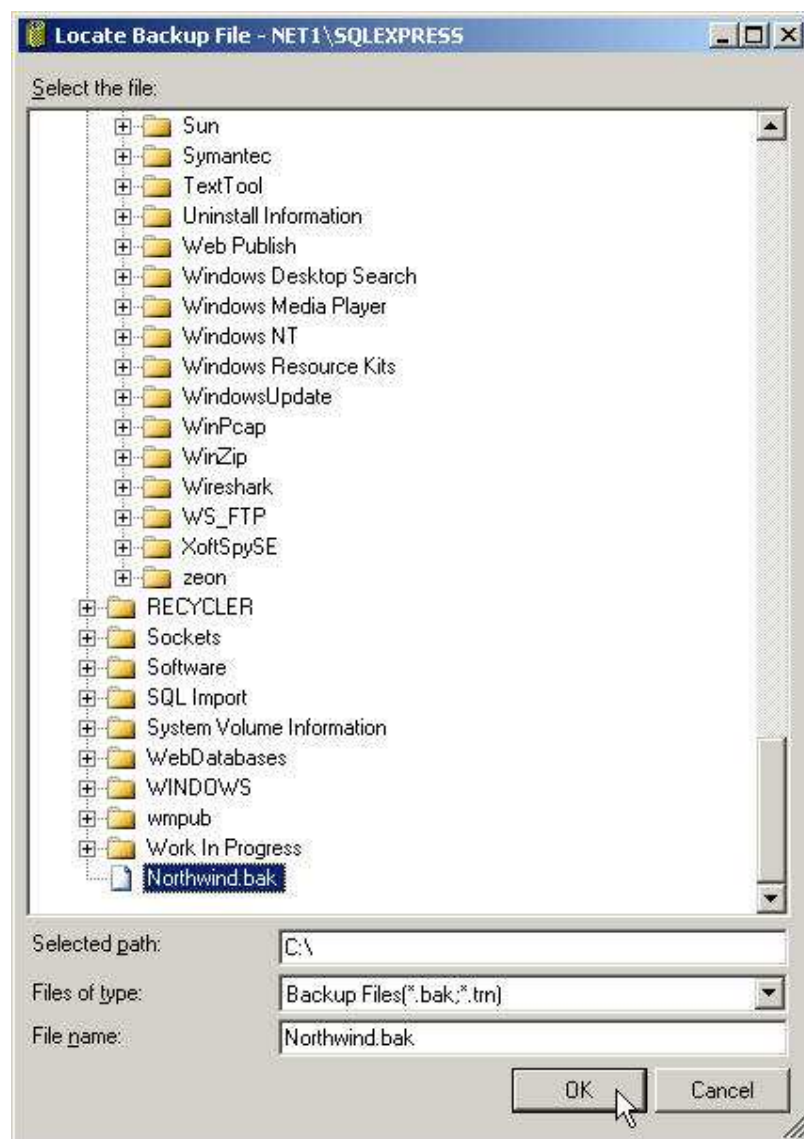 Locate Backup File - NET1\SQLEXPRESS
Select the file:
Sun
Symantec
TextTool
Uninstall Information
Web Publish
Windows Desktop Search
Windows Media Player
Windows NT
Windows Resource Kits
WindowsUpdate
WinPcap
WinZip
Wireshark
WS_FTP
XoftSpySE
zeon
RECYCLER
Sockets
Software
SQL Import
System Volume Information
WebDatabases
WINDOWS
wmpub
Work In Progress
Northwind.bak
Selected path: C:\
Files of type: Backup Files(*.bak;*.trn)
File name: Northwind.bak
OK Cancel